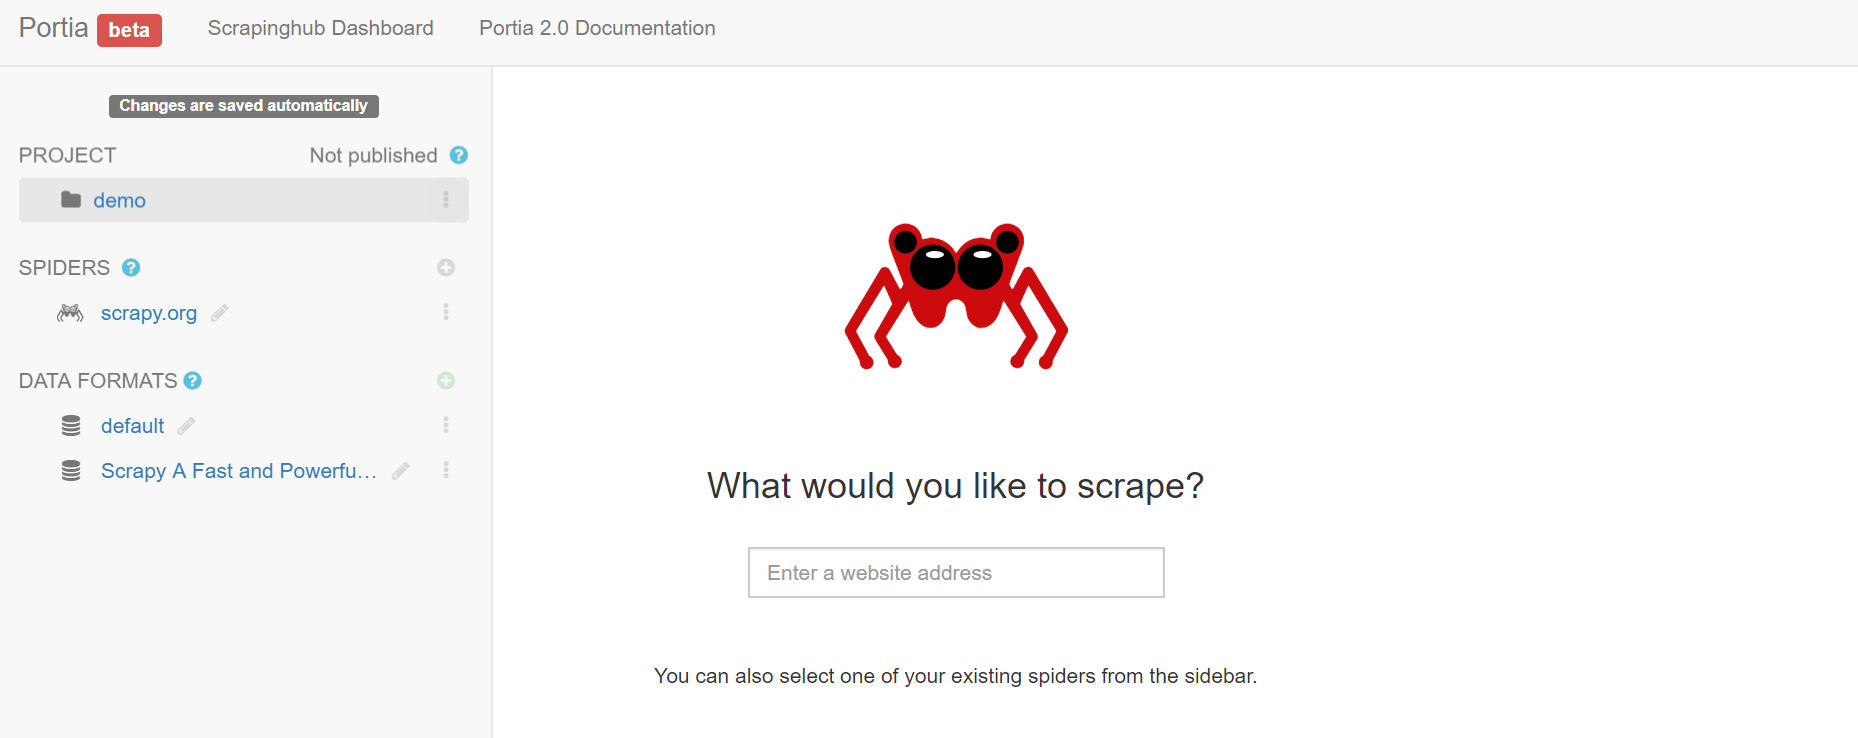 Portia beta Scrapinghub Dashboard Portia 2.0 Documentation
Changes are saved automatically
PROJECT Not published ?
demo
SPIDERS ?
scrapy.org
DATA FORMATS ?
default
Scrapy A Fast and Powerfu...
What would you like to scrape?
Enter a website address
You can also select one of your existing spiders from the sidebar.